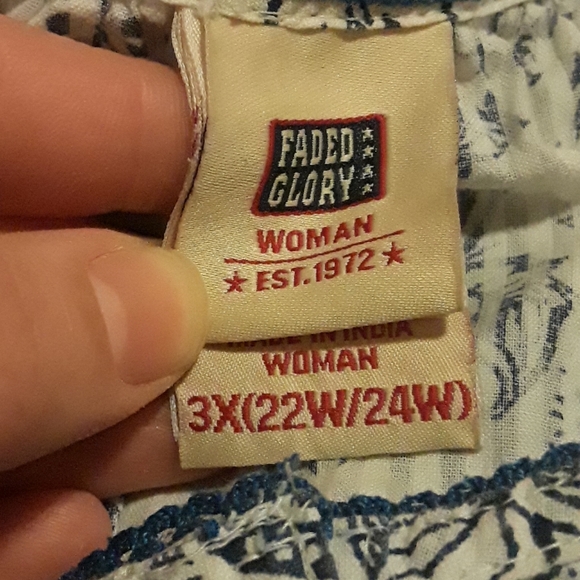 FADED
GLORY
WOMAN
EST.1972
MADE IN INDIA
WOMAN
3X(22W/24W)